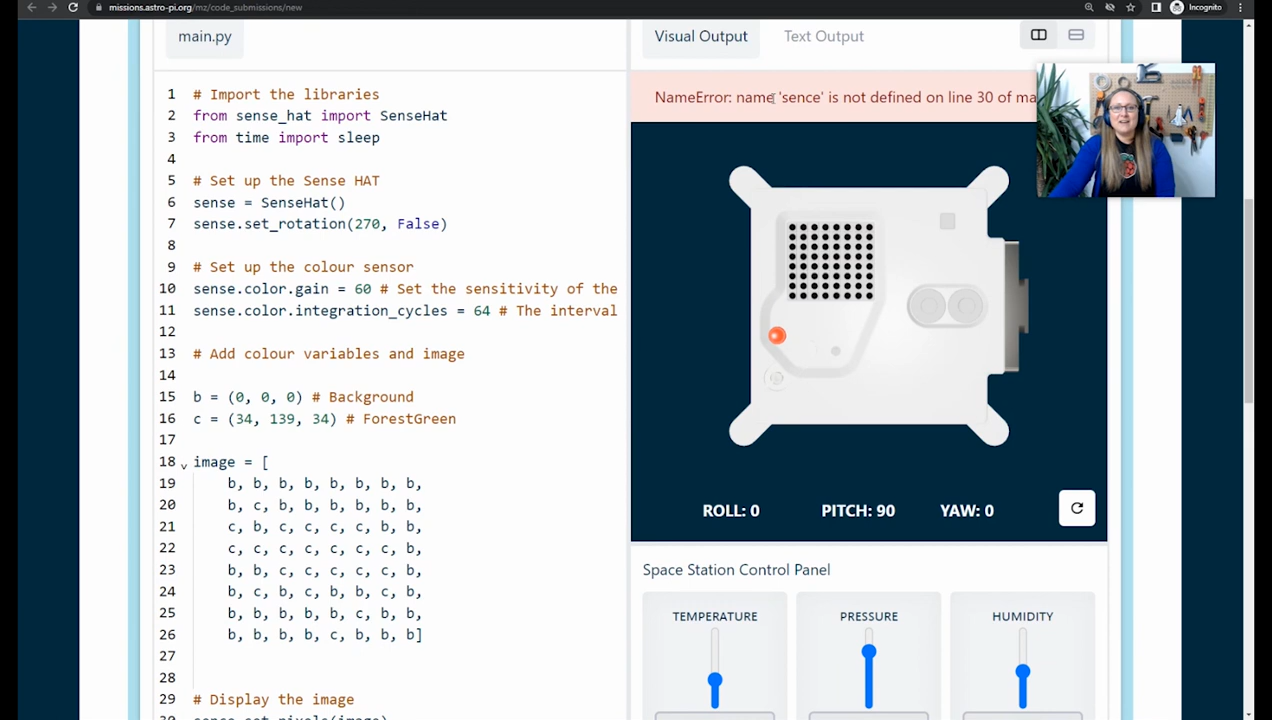 missions.astro-pi.org/mz/code_submissions/new
Incognito
main.py
Visual Output
Text Output
NameError: name 'sence' is not defined on line 30 of ma
1 # Import the libraries
2 from sense_hat import SenseHat
3 from time import sleep
4
5 # Set up the Sense HAT
6 sense = SenseHat()
7 sense.set_rotation(270, False)
8
9 # Set up the colour sensor
10 sense.color.gain = 60 # Set the sensitivity of the
11 sense.color.integration_cycles = 64 # The interval
12
13 # Add colour variables and image
14
15 b = (0, 0, 0) # Background
16 c = (34, 139, 34) # ForestGreen
17
18 image = [
19 b, b, b, b, b, b, b, b,
20 b, c, b, b, b, b, b, b,
21 c, b, c, c, c, c, b, b,
22 c, c, c, c, c, c, c, b,
23 b, b, c, c, c, c, c, b,
24 b, c, b, c, b, b, c, b,
25 b, b, b, b, b, c, b, b,
26 b, b, b, b, c, b, b, b]
27
28
29 # Display the image
30 sense.set_pixels(image)
ROLL: 0
PITCH: 90
YAW: 0
Space Station Control Panel
TEMPERATURE
PRESSURE
HUMIDITY